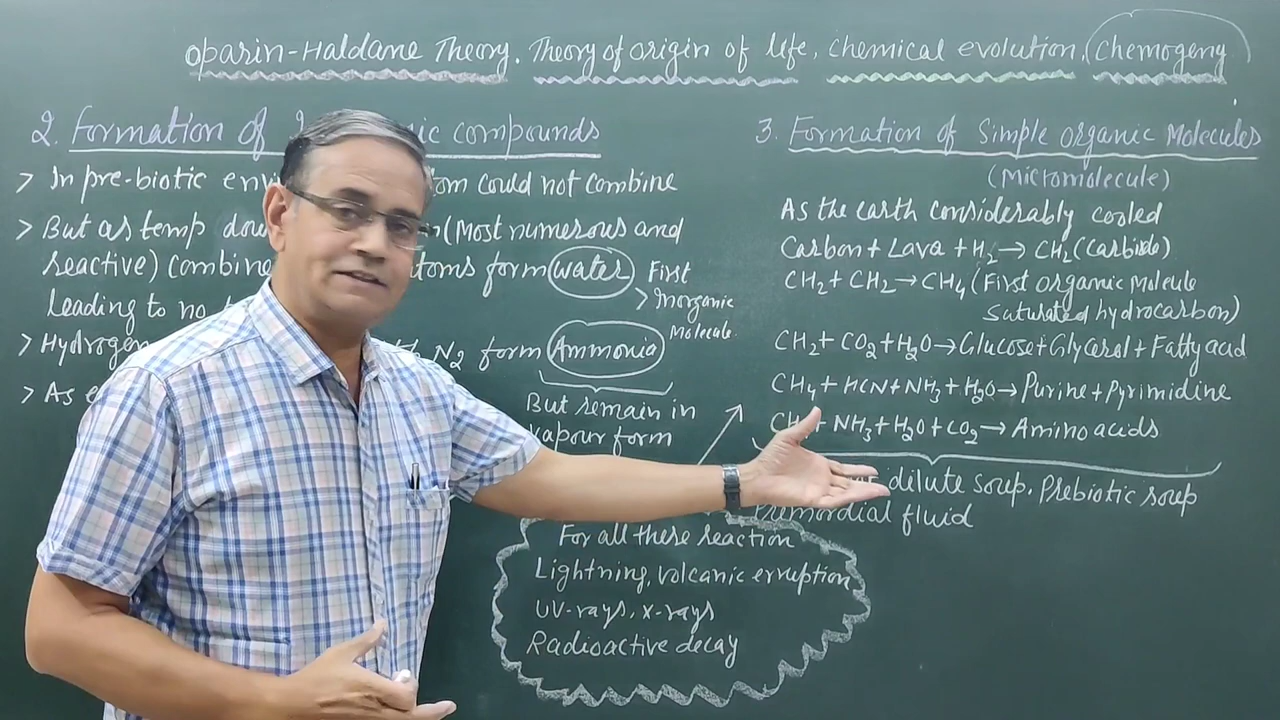 Oparin-Haldane Theory. Theory of origin of life, chemical evolution, Chemogeny
2. Formation of compounds
> In pre-biotic could not combine
> But as temp (Most numerous and
reactive) form water
leading to no
First
> Inorganic
Molecule
> Hydrogen N2 form Ammonia
> As
But remain in
vapour form
For all these reaction
Lightning, volcanic erruption
UV-rays, X-rays
Radioactive decay
3. Formation of Simple organic Molecules
(Micromolecule)
As the earth considerably cooled
Carbon + Lava + H2 → CH2 (Carbide)
CH2 + CH2 → CH4 (First organic Molecule
Saturated hydrocarbon)
CH2 + CO2 + H2O → Glucose + Glycerol + Fatty acid
CH4 + HCN + NH3 + H2O → Purine + Pyrimidine
+ NH3 + H2O + CO2 → Amino acids
dilute soup. Prebiotic soup
Primordial fluid